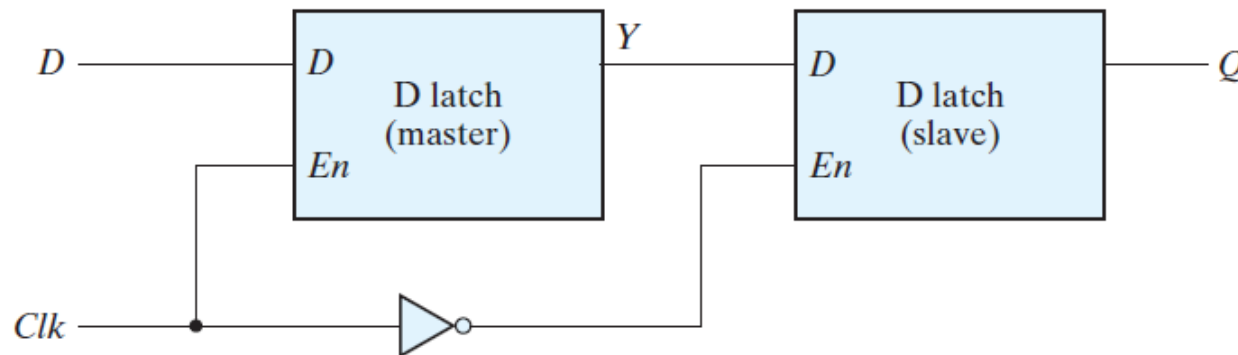 Y
D
D
D latch
(master)
En
D
D latch
(slave)
En
Q
Clk